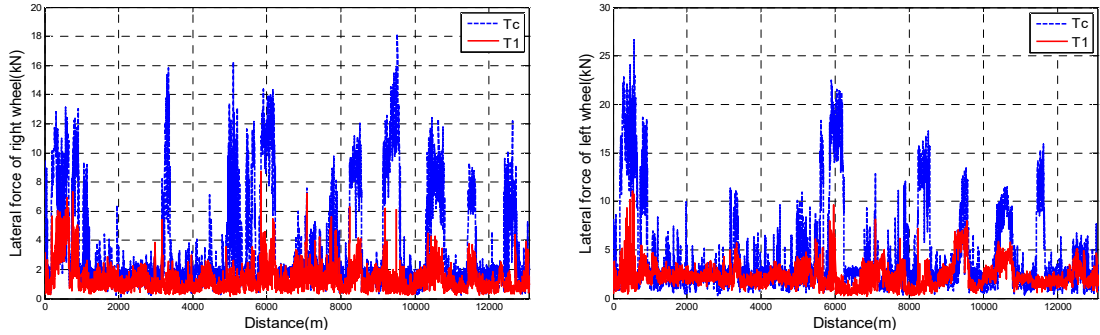 Lateral force of right wheel(kN)
20
18
16
14
12
10
8
6
4
2
0
0 2000 4000 6000 8000 10000 12000
Distance(m)
Tc
T1
Lateral force of left wheel(kN)
30
25
20
15
10
5
0
0 2000 4000 6000 8000 10000 12000
Distance(m)
Tc
T1